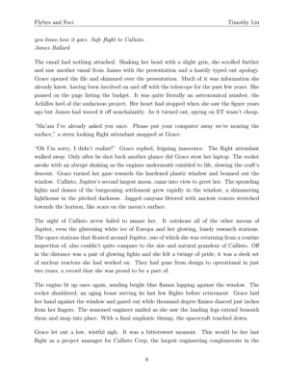 Flybys and Foci Timothy Liu
you know how it goes. Safe flight to Callisto.
James Ballard
The email had nothing attached. Shaking her head with a slight grin, she scrolled further
and saw another email from James with the presentation and a hastily typed out apology.
Grace opened the file and skimmed over the presentation. Much of it was information she
already knew, having been involved on and off with the telescope for the past few years. She
paused on the page listing the budget. It was quite literally an astronomical number, the
Achilles heel of the audacious project. Her heart had stopped when she saw the figure years
ago but James had waved it off nonchalantly. As it turned out, spying on ET wasn't cheap.
"Ma'am I've already asked you once. Please put your computer away we're nearing the
surface," a stern looking flight attendant snapped at Grace.
"Oh I'm sorry, I didn't realize!" Grace replied, feigning innocence. The flight attendant
walked away. Only after he shot back another glance did Grace stow her laptop. The rocket
awoke with an abrupt shaking as the engines underneath rumbled to life, slowing the craft's
descent. Grace turned her gaze towards the hardened plastic window and beamed out the
window. Callisto, Jupiter's second largest moon, came into view to greet her. The sprawling
lights and domes of the burgeoning settlement grew rapidly in the window, a shimmering
lighthouse in the pitched darkness. Jagged canyons littered with ancient craters stretched
towards the horizon, like scars on the moon's surface.
The sight of Callisto never failed to amaze her. It outshone all of the other moons of
Jupiter, even the glistening white ice of Europa and her glowing, lonely research stations.
The space stations that floated around Jupiter, one of which she was returning from a routine
inspection of, also couldn't quite compare to the size and natural grandeur of Callisto. Off
in the distance was a pair of glowing lights and she felt a twinge of pride; it was a sleek set
of nuclear reactors she had worked on. They had gone from design to operational in just
two years, a record that she was proud to be a part of.
The engine lit up once again, sending bright blue flames lapping against the window. The
rocket shuddered, an aging beast serving its last few flights before retirement. Grace laid
her hand against the window and gazed out while thousand degree flames danced just inches
from her fingers. The seasoned engineer smiled as she saw the landing legs extend beneath
them and snap into place. With a final emphatic thump, the spacecraft touched down.
Grace let out a low, wistful sigh. It was a bittersweet moment. This would be her last
flight as a project manager for Callisto Corp, the largest engineering conglomerate in the